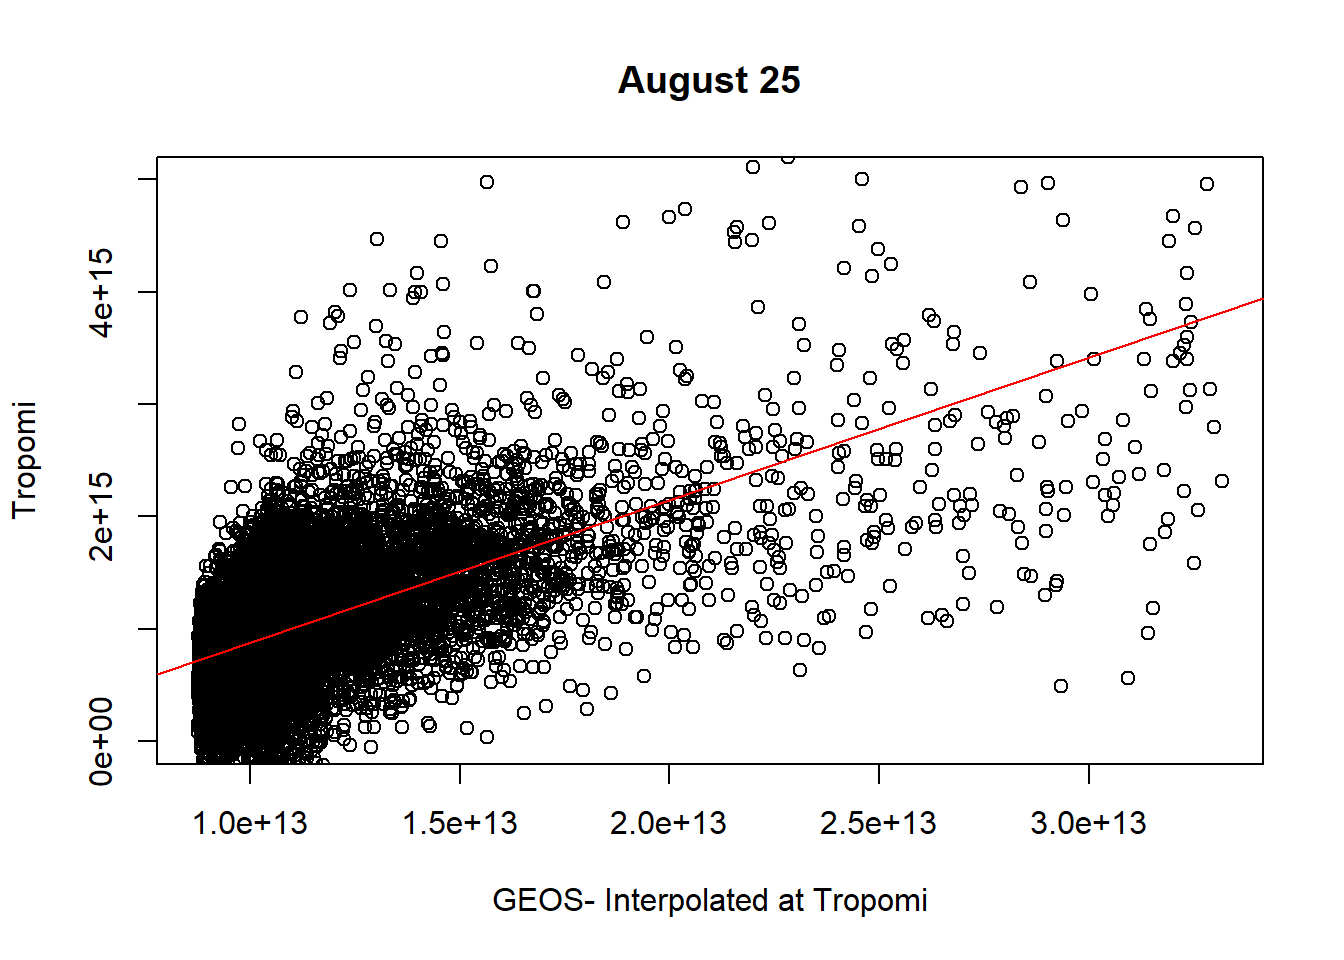 August 25
Tropomi
4e+15
2e+15
0e+00
1.0e+13 1.5e+13 2.0e+13 2.5e+13 3.0e+13
GEOS- Interpolated at Tropomi